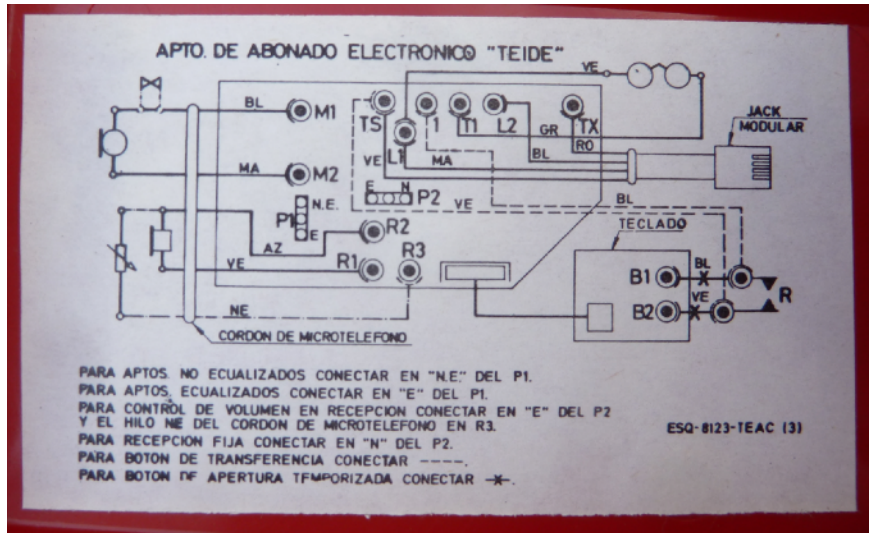 APTO. DE ABONADO ELECTRONICO "TEIDE"
VE
BL
M1
TS
1
T1
L2
TX
JACK
MODULAR
GR
L1
RO
VE
MA
BL
MA
M2
E N
P2
N.E.
P1
E
VE
BL
R2
TECLADO
AZ
R3
R1
VE
B1
BL
R
VE
B2
NE
CORDON DE MICROTELEFONO
PARA APTOS. NO ECUALIZADOS CONECTAR EN "N.E." DEL P1.
PARA APTOS. ECUALIZADOS CONECTAR EN "E" DEL P1.
PARA CONTROL DE VOLUMEN EN RECEPCION CONECTAR EN "E" DEL P2
Y EL HILO NE DEL CORDON DE MICROTELEFONO EN R3.
ESQ-8123-TEAC (3)
PARA RECEPCION FIJA CONECTAR EN "N" DEL P2.
PARA BOTON DE TRANSFERENCIA CONECTAR ----.
PARA BOTON DE APERTURA TEMPORIZADA CONECTAR -x-.